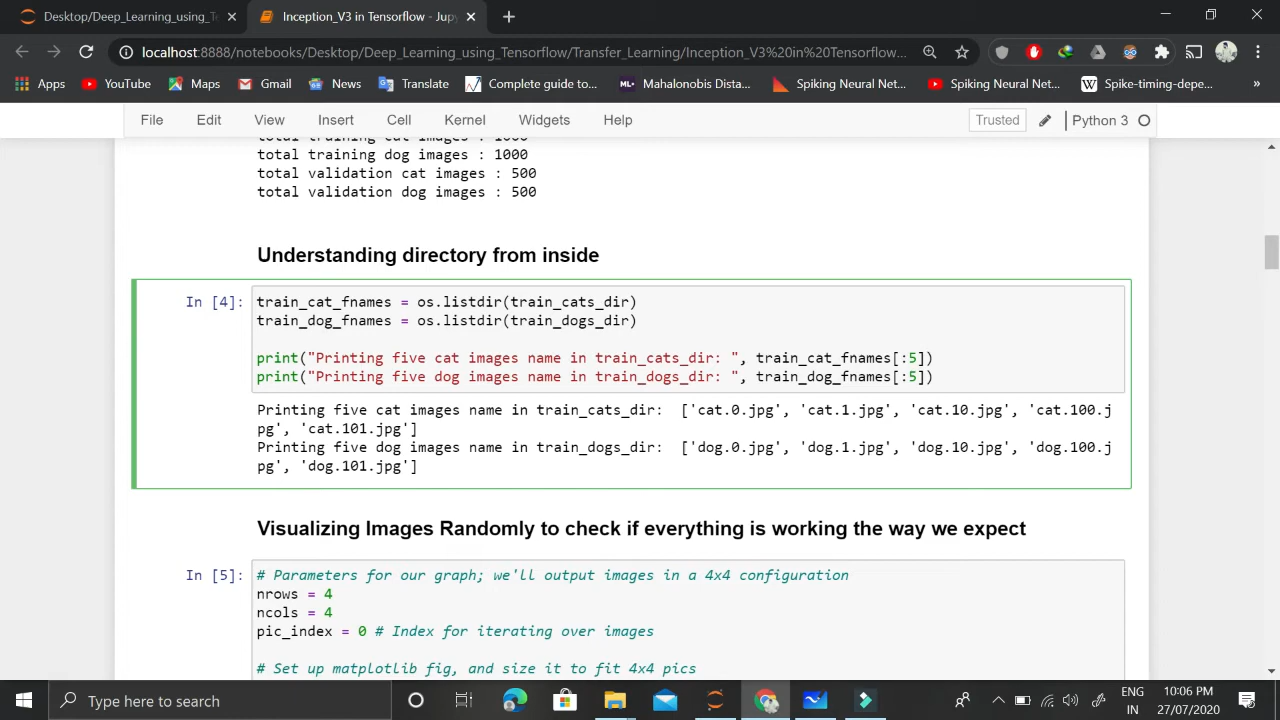 Desktop/Deep_Learning_using_T
Inception_V3 in Tensorflow - Jup
localhost:8888/notebooks/Desktop/Deep_Learning_using_Tensorflow/Transfer_Learning/Inception_V3%20in%20Tensorflow...
Apps YouTube Maps Gmail News Translate Complete guide to... Mahalonobis Dista... Spiking Neural Net... Spiking Neural Net... Spike-timing-depe... »
File Edit View Insert Cell Kernel Widgets Help Trusted Python 3
total training cat images : 1000
total training dog images : 1000
total validation cat images : 500
total validation dog images : 500
Understanding directory from inside
In [4]: train_cat_fnames = os.listdir(train_cats_dir)
train_dog_fnames = os.listdir(train_dogs_dir)
print("Printing five cat images name in train_cats_dir: ", train_cat_fnames[:5])
print("Printing five dog images name in train_dogs_dir: ", train_dog_fnames[:5])
Printing five cat images name in train_cats_dir:  ['cat.0.jpg', 'cat.1.jpg', 'cat.10.jpg', 'cat.100.j
pg', 'cat.101.jpg']
Printing five dog images name in train_dogs_dir:  ['dog.0.jpg', 'dog.1.jpg', 'dog.10.jpg', 'dog.100.j
pg', 'dog.101.jpg']
Visualizing Images Randomly to check if everything is working the way we expect
In [5]: # Parameters for our graph; we'll output images in a 4x4 configuration
nrows = 4
ncols = 4
pic_index = 0 # Index for iterating over images
# Set up matplotlib fig, and size it to fit 4x4 pics
Type here to search
ENG
IN
10:06 PM
27/07/2020